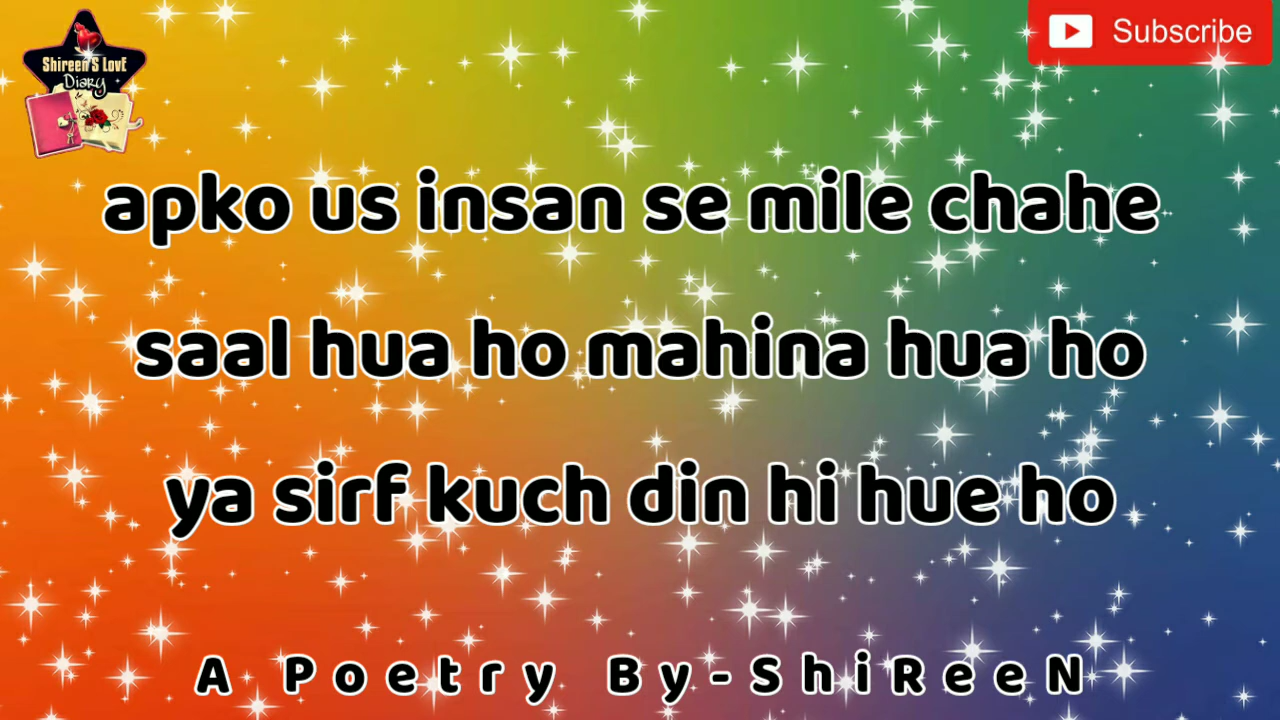 Shireen'S LovE
Diary
Subscribe
apko us insan se mile chahe
saal hua ho mahina hua ho
ya sirf kuch din hi hue ho
A Poetry By-ShiReeN